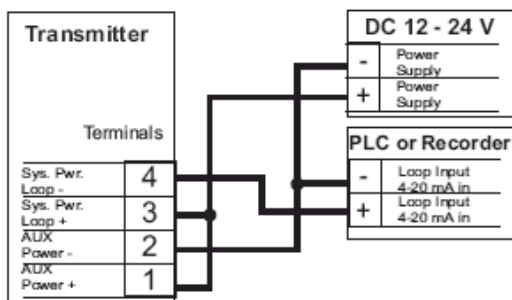 Transmitter
Terminals
Sys. Pwr.
Loop -
4
Sys. Pwr.
Loop +
3
AUX
Power -
2
AUX
Power +
1
DC 12 - 24 V
-
Power
Supply
+
Power
Supply
PLC or Recorder
-
Loop Input
4-20 mA in
+
Loop Input
4-20 mA in